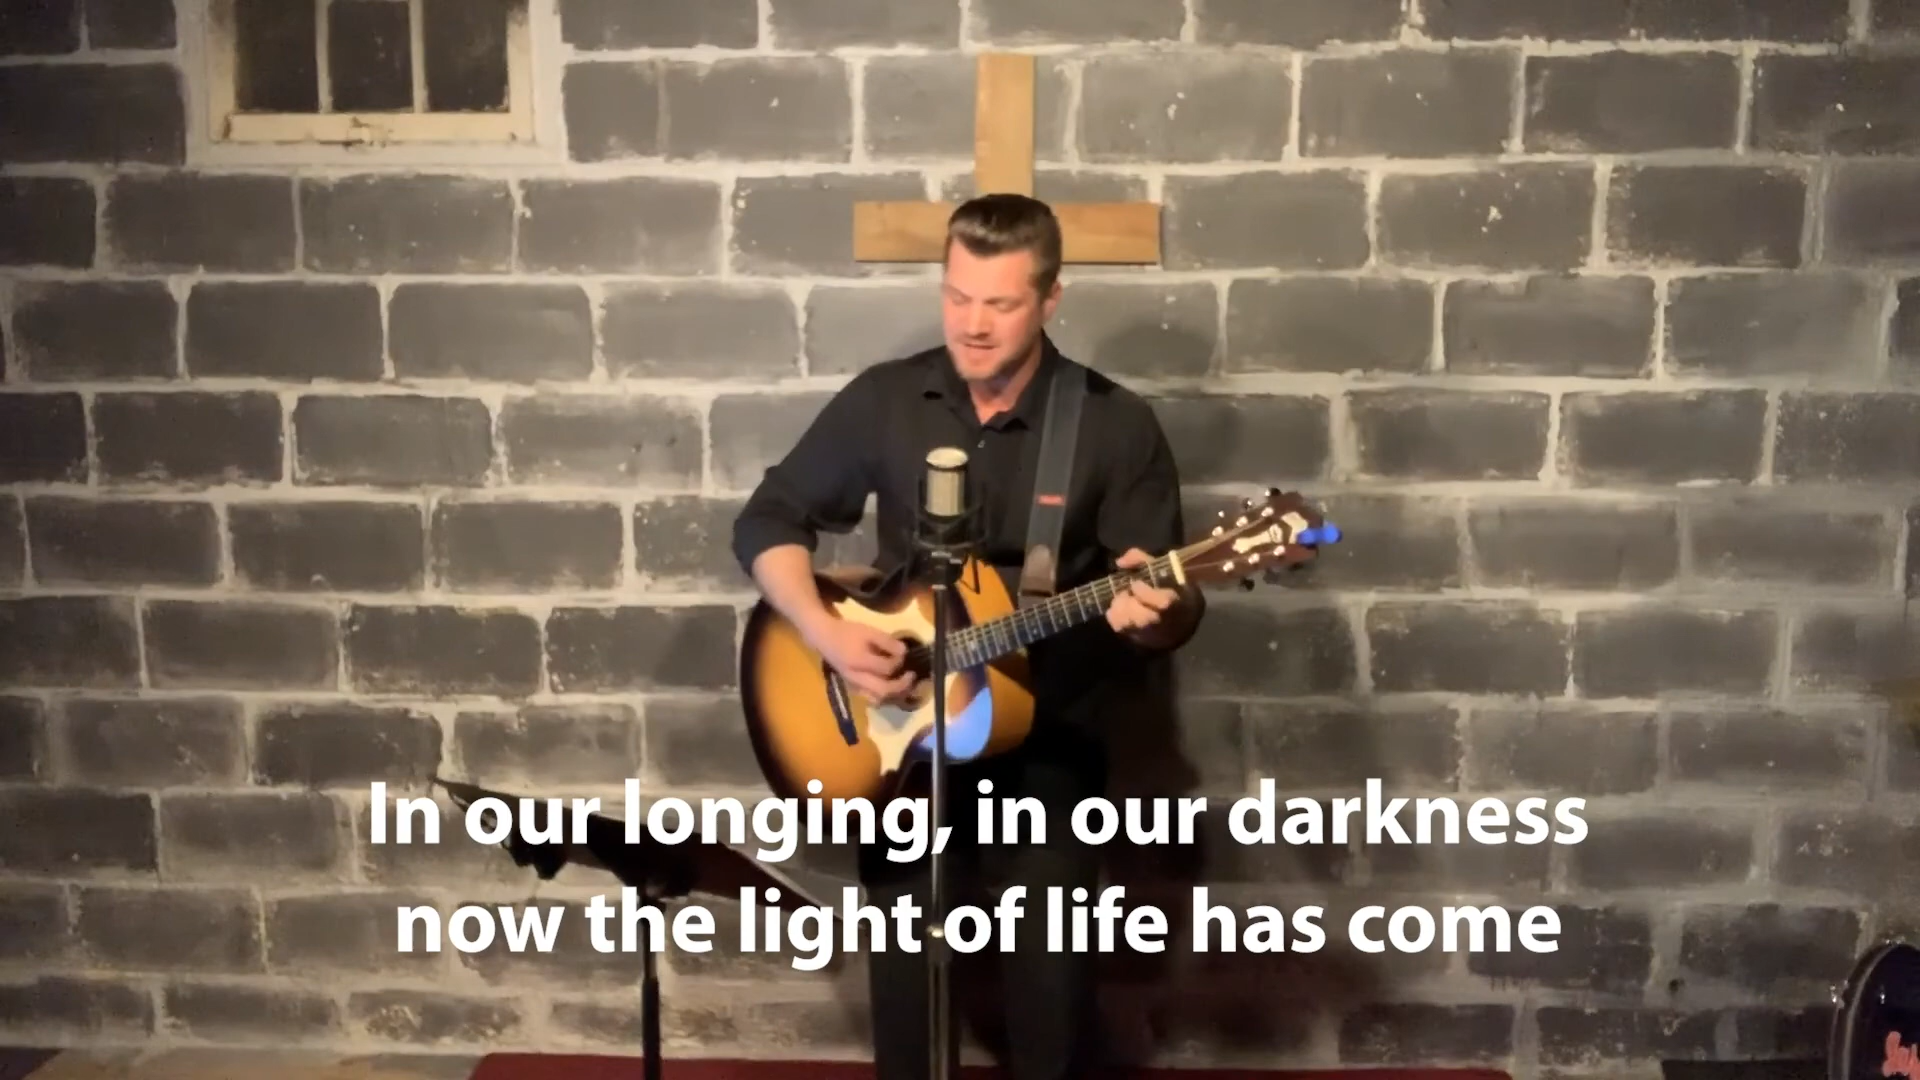 In our longing, in our darkness
now the light of life has come